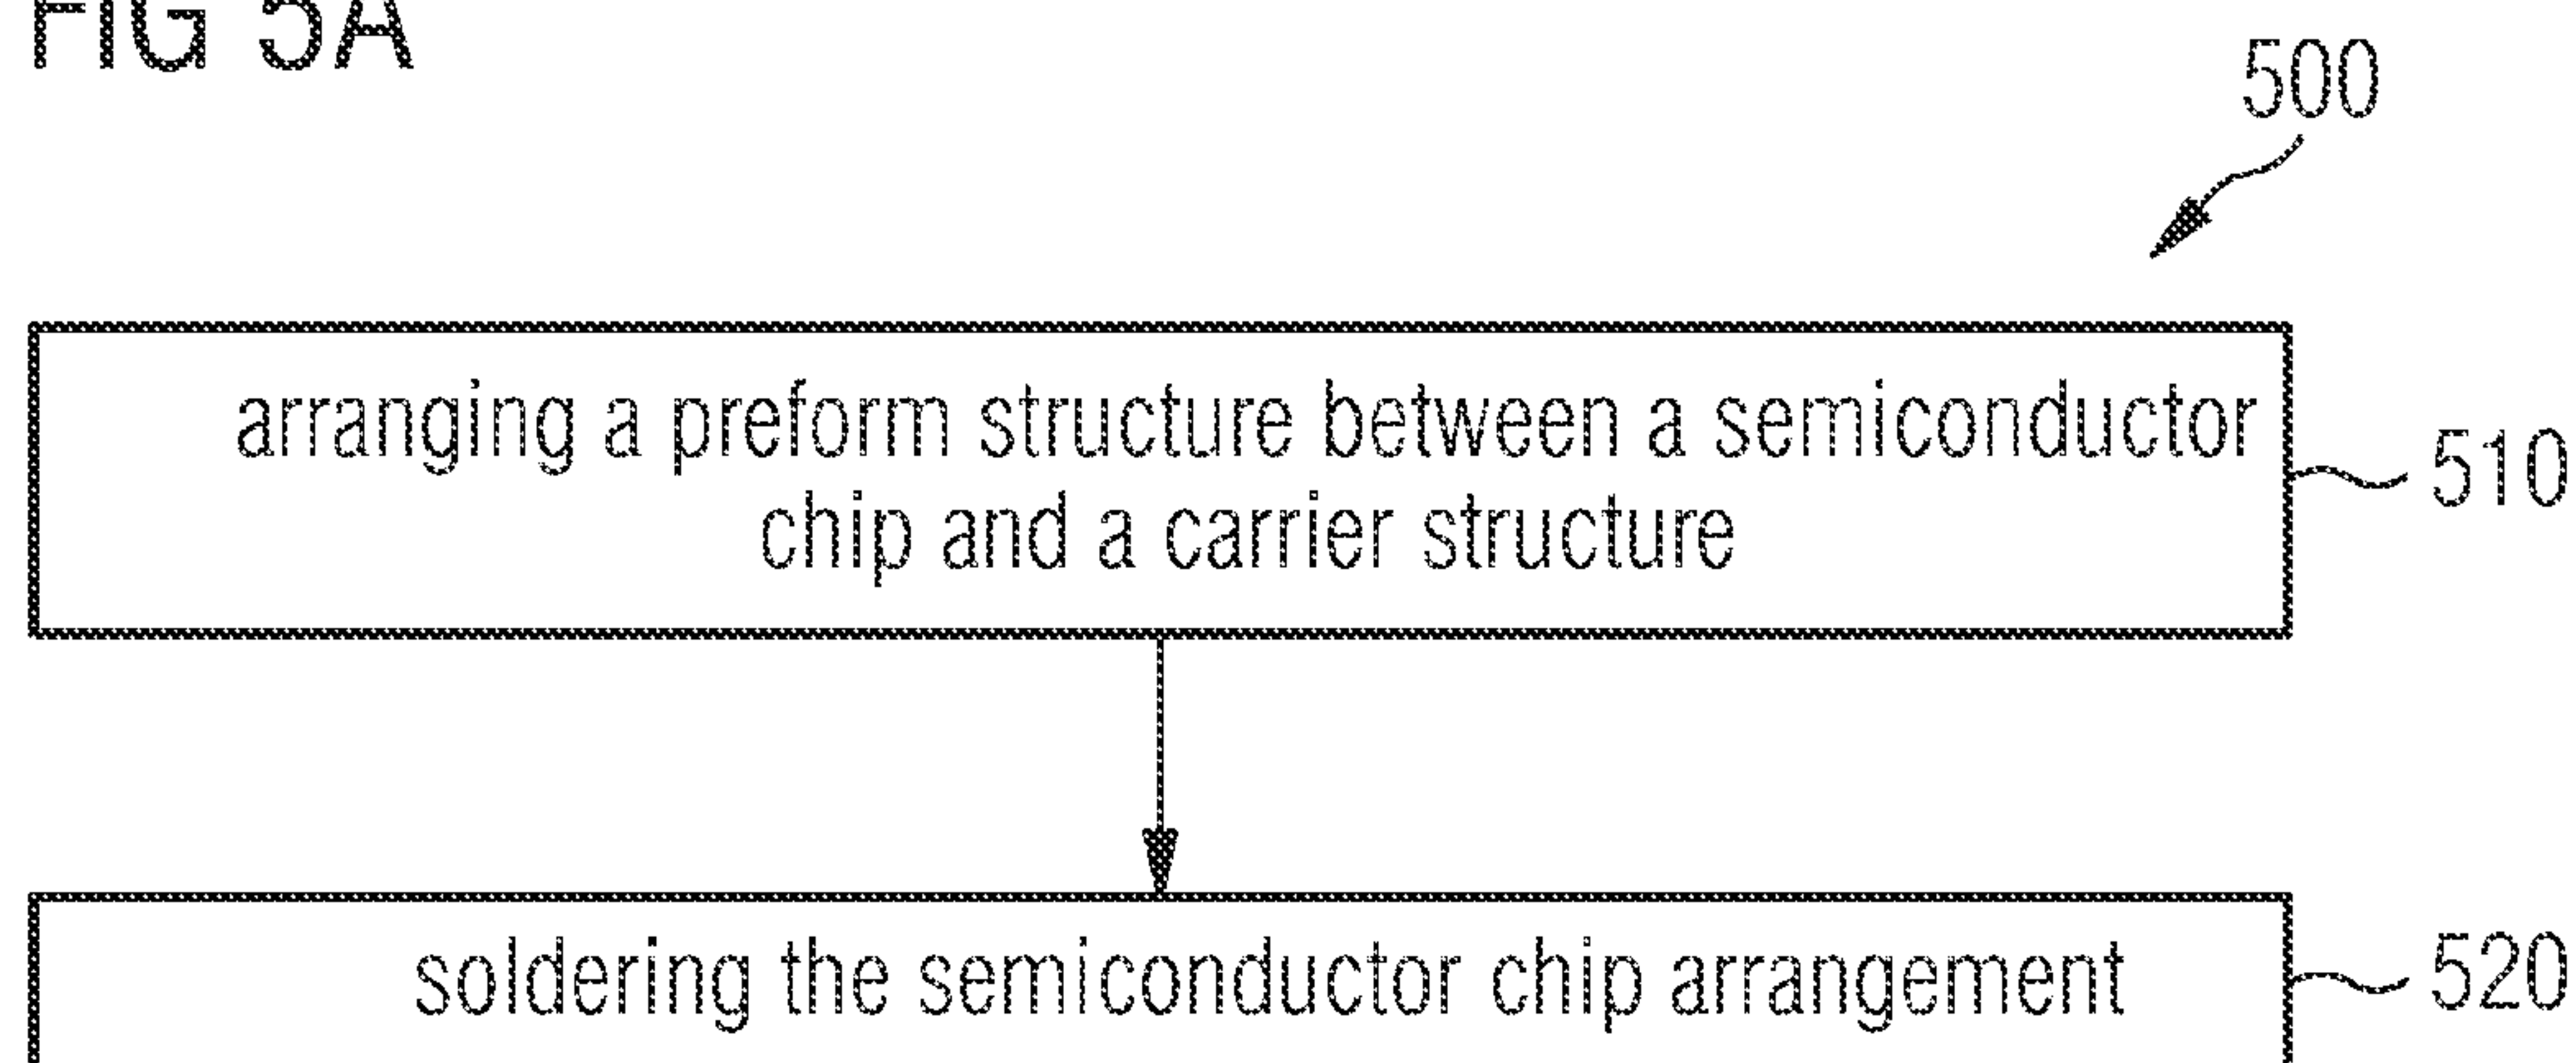 FIG 5A
500
arranging a preform structure between a semiconductor
chip and a carrier structure
510
soldering the semiconductor chip arrangement
520